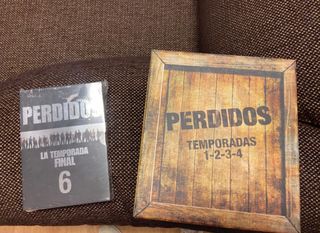 PERDIDOS
LA TEMPORADA
FINAL
6
PERDIDOS
TEMPORADAS
1-2-3-4